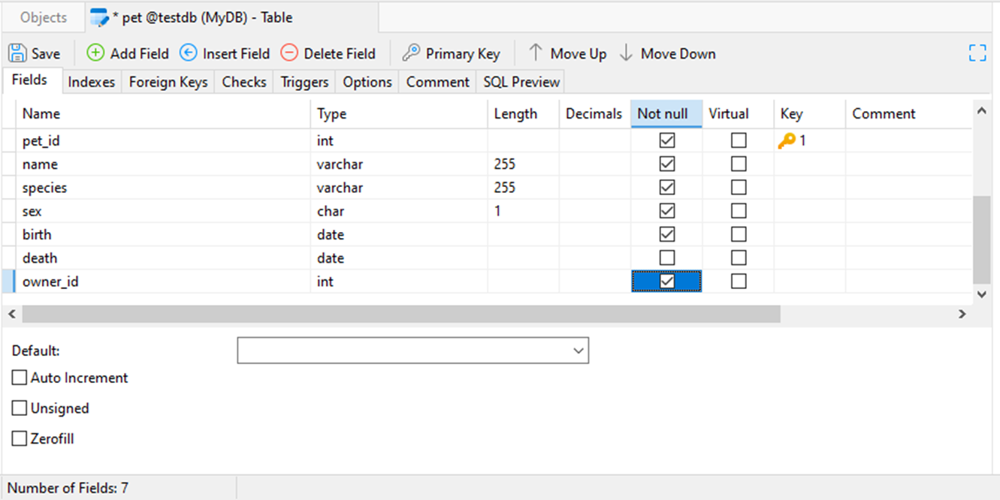 Objects * pet @testdb (MyDB) - Table
Save Add Field Insert Field Delete Field Primary Key Move Up Move Down
Fields Indexes Foreign Keys Checks Triggers Options Comment SQL Preview
Name Type Length Decimals Not null Virtual Key Comment
pet_id int 1
name varchar 255
species varchar 255
sex char 1
birth date
death date
owner_id int
Default:
Auto Increment
Unsigned
Zerofill
Number of Fields: 7